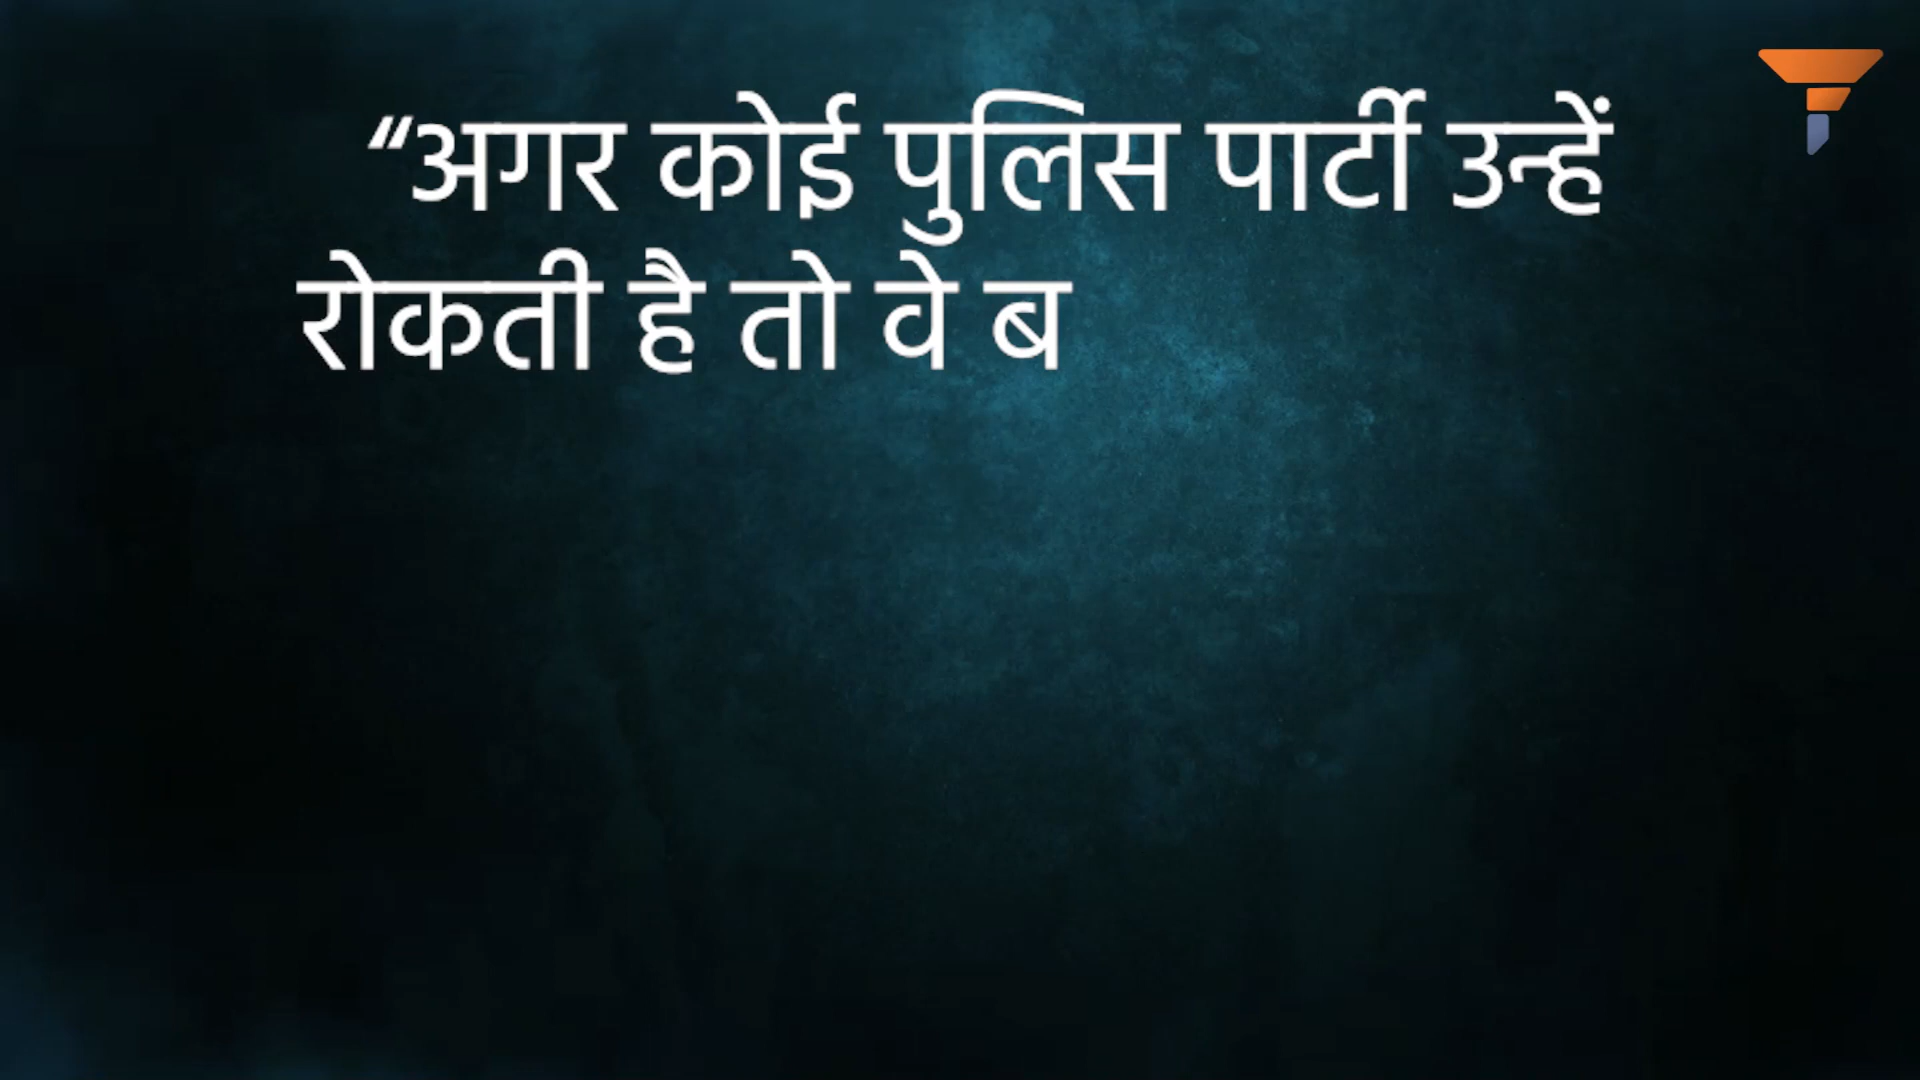 “अगर कोई पुलिस पार्टी उन्हें
रोकती है तो वे ब